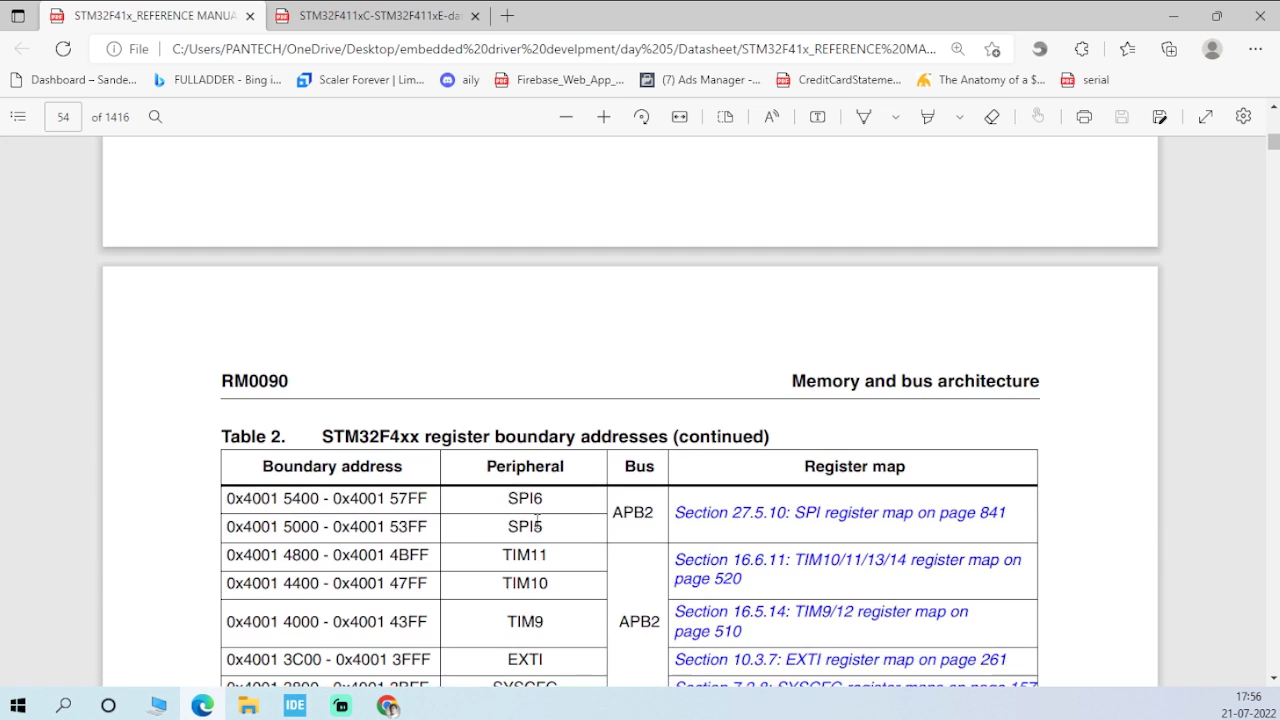 STM32F41x_REFERENCE MANUA
STM32F411xC-STM32F411xE-da
File
C:/Users/PANTECH/OneDrive/Desktop/embedded%20driver%20develpment/day%205/Datasheet/STM32F41x_REFERENCE%20MA...
Dashboard – Sande...
FULLADDER - Bing i...
Scaler Forever | Lim...
aily
Firebase_Web_App_...
(7) Ads Manager -...
CreditCardStateme...
The Anatomy of a $...
serial
54 of 1416
RM0090
Memory and bus architecture
Table 2. STM32F4xx register boundary addresses (continued)
Boundary address Peripheral Bus Register map
0x4001 5400 - 0x4001 57FF SPI6
APB2 Section 27.5.10: SPI register map on page 841
0x4001 5000 - 0x4001 53FF SPI5
0x4001 4800 - 0x4001 4BFF TIM11
Section 16.6.11: TIM10/11/13/14 register map on
page 520
0x4001 4400 - 0x4001 47FF TIM10
0x4001 4000 - 0x4001 43FF TIM9 APB2
Section 16.5.14: TIM9/12 register map on
page 510
0x4001 3C00 - 0x4001 3FFF EXTI Section 10.3.7: EXTI register map on page 261
IDE
17:56
21-07-2022